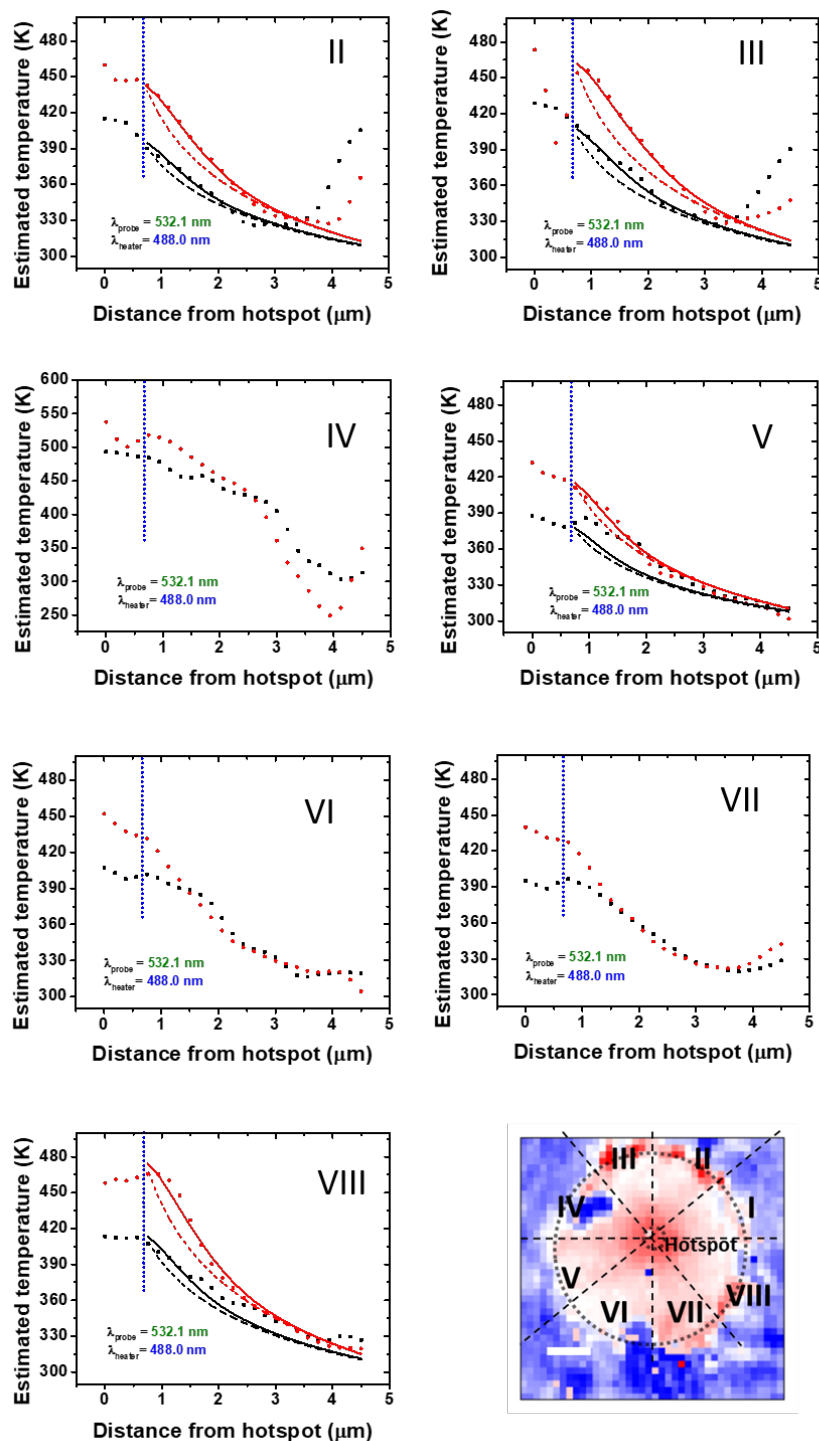 Estimated temperature (K)
480
450
420
390
360
330
300
II
λprobe = 532.1 nm
λheater = 488.0 nm
0 1 2 3 4 5
Distance from hotspot (μm)
Estimated temperature (K)
480
450
420
390
360
330
300
III
λprobe = 532.1 nm
λheater = 488.0 nm
0 1 2 3 4 5
Distance from hotspot (μm)
Estimated temperature (K)
600
550
500
450
400
350
300
250
IV
λprobe = 532.1 nm
λheater = 488.0 nm
0 1 2 3 4 5
Distance from hotspot (μm)
Estimated temperature (K)
480
450
420
390
360
330
300
V
λprobe = 532.1 nm
λheater = 488.0 nm
0 1 2 3 4 5
Distance from hotspot (μm)
Estimated temperature (K)
480
450
420
390
360
330
300
VI
λprobe = 532.1 nm
λheater = 488.0 nm
0 1 2 3 4 5
Distance from hotspot (μm)
Estimated temperature (K)
480
450
420
390
360
330
300
VII
λprobe = 532.1 nm
λheater = 488.0 nm
0 1 2 3 4 5
Distance from hotspot (μm)
Estimated temperature (K)
480
450
420
390
360
330
300
VIII
λprobe = 532.1 nm
λheater = 488.0 nm
0 1 2 3 4 5
Distance from hotspot (μm)
III II
IV I
Hotspot
V VIII
VI VII